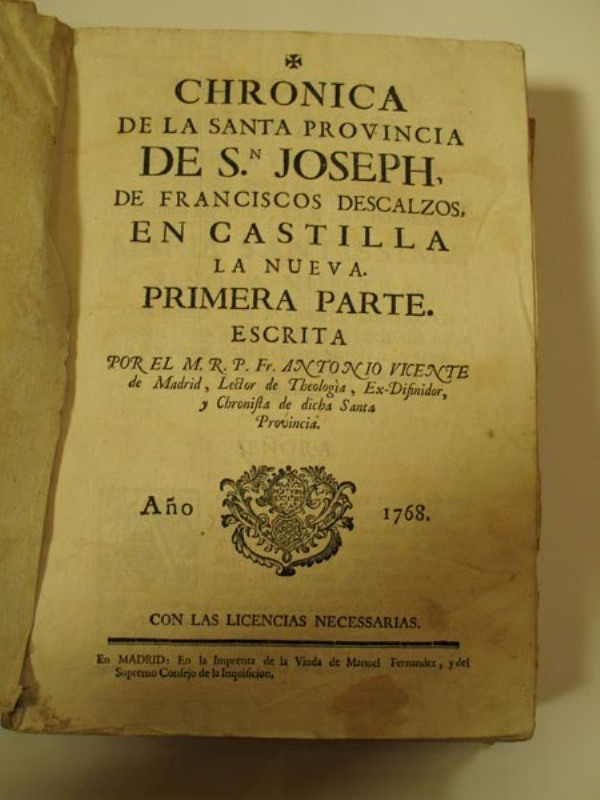 ✠
CHRONICA
DE LA SANTA PROVINCIA
DE S.ᴺ JOSEPH,
DE FRANCISCOS DESCALZOS,
EN CASTILLA
LA NUEVA.
PRIMERA PARTE.
ESCRITA
POR EL M. R. P. Fr. ANTONIO VICENTE
de Madrid, Lector de Theologìa, Ex-Difinidor,
y Chroniſta de dicha Santa
Provincia.
Año 1768.
CON LAS LICENCIAS NECESSARIAS.
En MADRID: En la Imprenta de la Viuda de Manuel Fernandez, y del
Supremo Conſejo de la Inquiſicion.